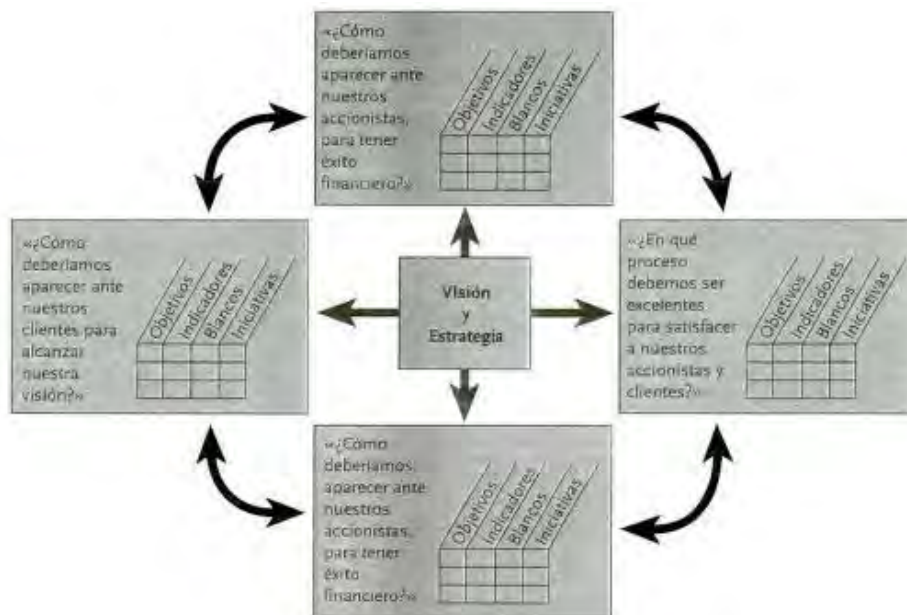 «¿Cómo
deberíamos
aparecer ante
nuestros
accionistas,
para tener
éxito
financiero?»
Objetivos
Indicadores
Blancos
Iniciativas
«¿Cómo
deberíamos
aparecer ante
nuestros
clientes para
alcanzar
nuestra
visión?»
Objetivos
Indicadores
Blancos
Iniciativas
Visión
y
Estrategia
«¿En qué
proceso
debemos ser
excelentes
para satisfacer
a nuestros
accionistas y
clientes?»
Objetivos
Indicadores
Blancos
Iniciativas
«¿Cómo
deberíamos
aparecer ante
nuestros
accionistas,
para tener
éxito
financiero?»
Objetivos
Indicadores
Blancos
Iniciativas